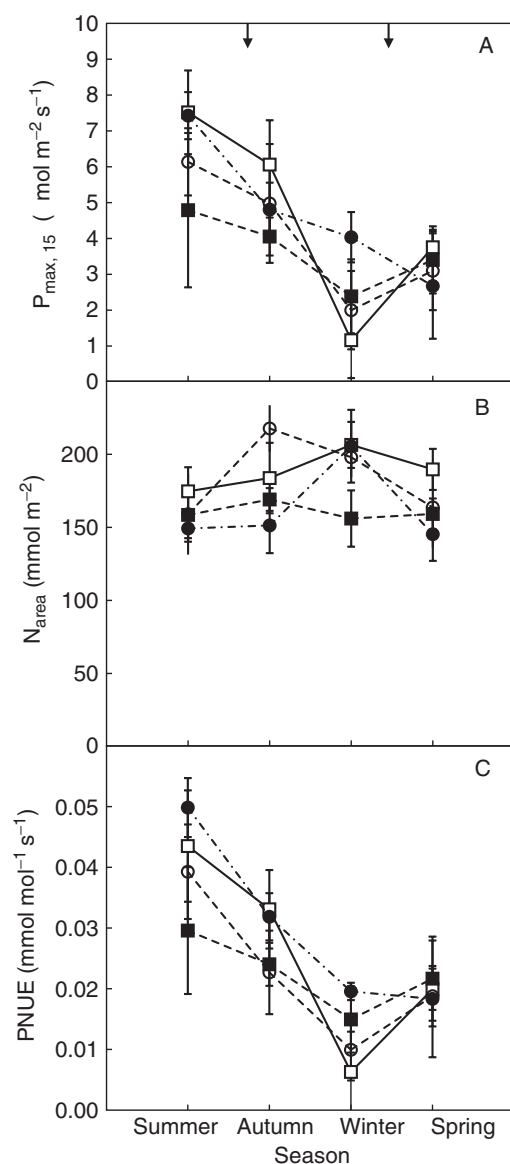 A
10
9
8
7
6
5
4
3
2
1
0
P max, 15 ( mol m−2 s−1)
B
200
150
100
50
0
N area (mmol m−2)
C
0.05
0.04
0.03
0.02
0.01
0.00
PNUE (mmol mol−1 s−1)
Summer Autumn Winter Spring
Season